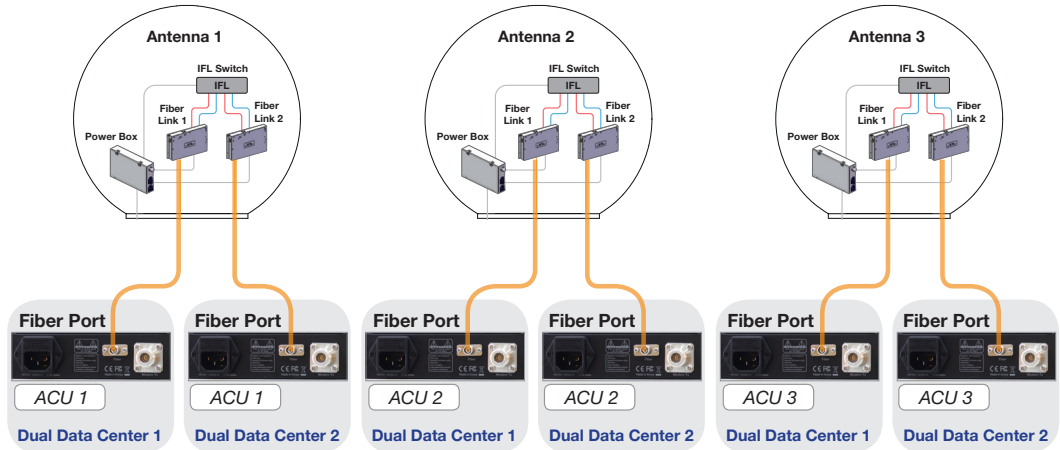 Antenna 1
IFL Switch
IFL
Fiber
Link 1
Fiber
Link 2
Power Box
Antenna 2
IFL Switch
IFL
Fiber
Link 1
Fiber
Link 2
Power Box
Antenna 3
IFL Switch
IFL
Fiber
Link 1
Fiber
Link 2
Power Box
Fiber Port
ACU 1
Dual Data Center 1
Fiber Port
ACU 1
Dual Data Center 2
Fiber Port
ACU 2
Dual Data Center 1
Fiber Port
ACU 2
Dual Data Center 2
Fiber Port
ACU 3
Dual Data Center 1
Fiber Port
ACU 3
Dual Data Center 2